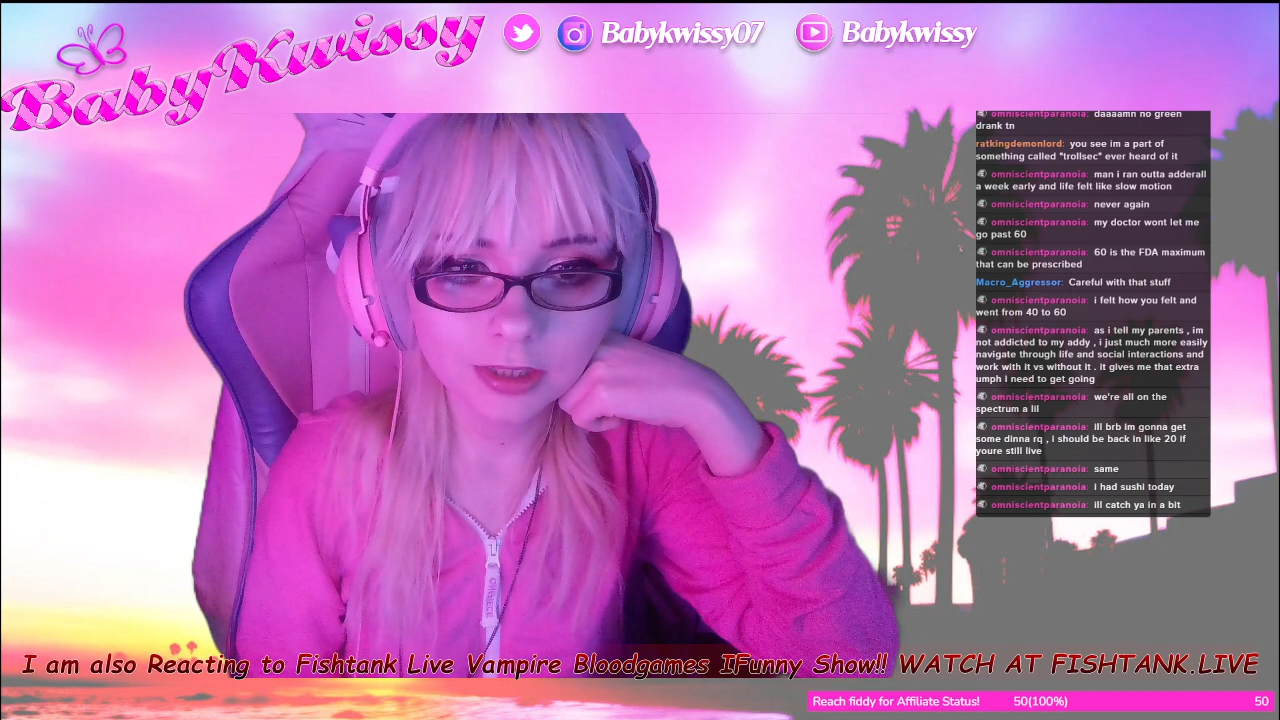 BabyKwissy
Babykwissy07
Babykwissy
omniscientparanoia: daaaamn no green
drank tn
ratkingdemonlord: you see im a part of
something called "trollsec" ever heard of it
omniscientparanoia: man i ran outta adderall
a week early and life felt like slow motion
omniscientparanoia: never again
omniscientparanoia: my doctor wont let me
go past 60
omniscientparanoia: 60 is the FDA maximum
that can be prescribed
Macro_Aggressor: Careful with that stuff
omniscientparanoia: i felt how you felt and
went from 40 to 60
omniscientparanoia: as i tell my parents , im
not addicted to my addy , i just much more easily
navigate through life and social interactions and
work with it vs without it . it gives me that extra
umph I need to get going
omniscientparanoia: we're all on the
spectrum a lil
omniscientparanoia: ill brb im gonna get
some dinna rq , i should be back in like 20 if
youre still live
omniscientparanoia: same
omniscientparanoia: i had sushi today
omniscientparanoia: ill catch ya in a bit
I am also Reacting to Fishtank Live Vampire Bloodgames IFunny Show!! WATCH AT FISHTANK.LIVE
Reach fiddy for Affiliate Status! 50(100%) 50